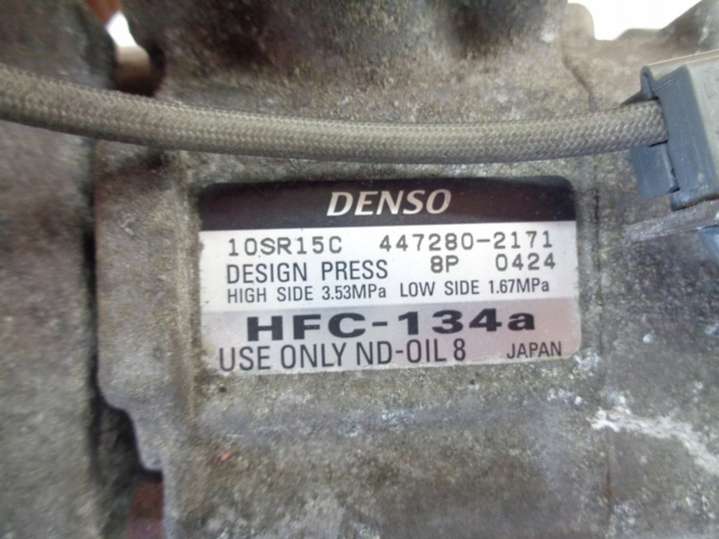 DENSO
10SR15C 447280-2171
DESIGN PRESS 8P 0424
HIGH SIDE 3.53MPa LOW SIDE 1.67MPa
HFC-134a
USE ONLY ND-OIL 8 JAPAN